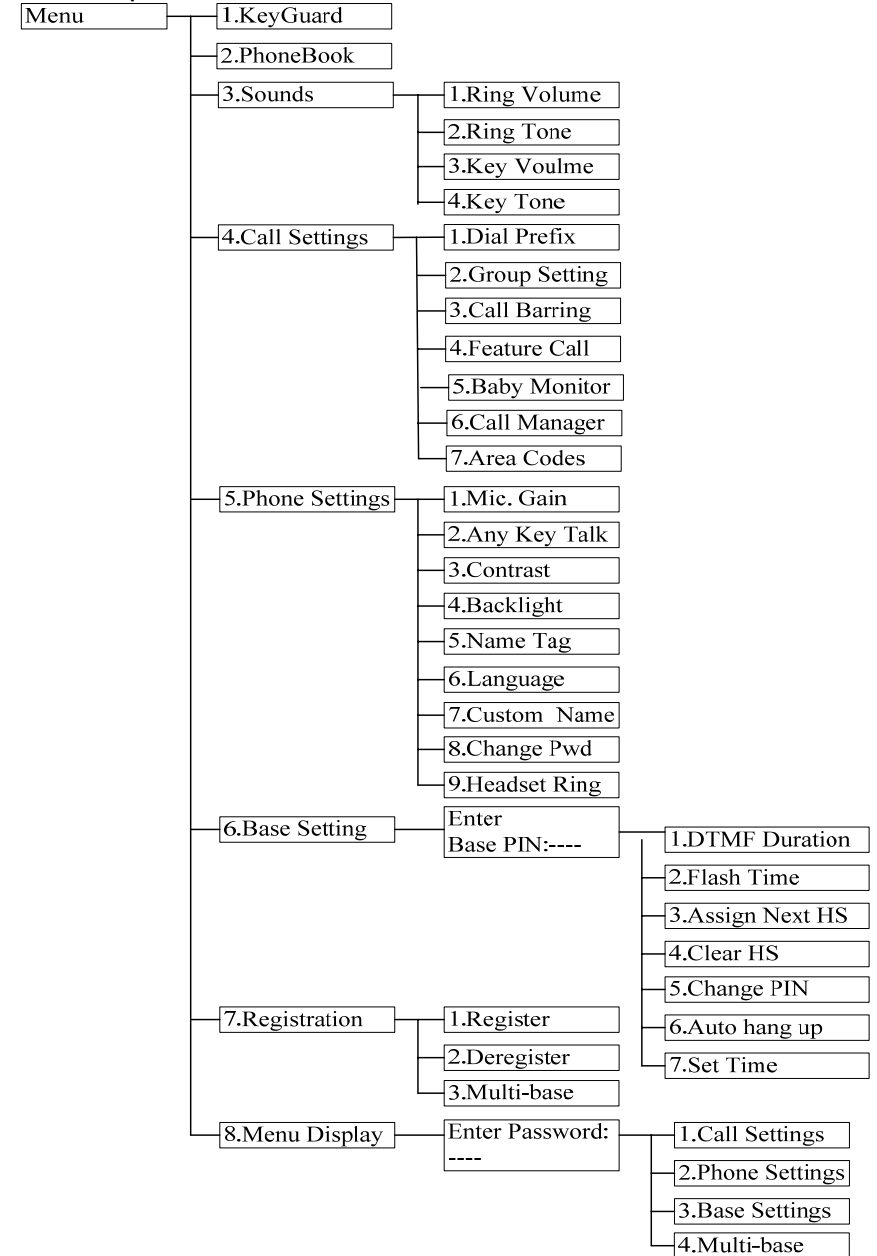 Menu
1.KeyGuard
2.PhoneBook
3.Sounds
1.Ring Volume
2.Ring Tone
3.Key Voulme
4.Key Tone
4.Call Settings
1.Dial Prefix
2.Group Setting
3.Call Barring
4.Feature Call
5.Baby Monitor
6.Call Manager
7.Area Codes
5.Phone Settings
1.Mic. Gain
2.Any Key Talk
3.Contrast
4.Backlight
5.Name Tag
6.Language
7.Custom Name
8.Change Pwd
9.Headset Ring
6.Base Setting
Enter
Base PIN:----
1.DTMF Duration
2.Flash Time
3.Assign Next HS
4.Clear HS
5.Change PIN
6.Auto hang up
7.Set Time
7.Registration
1.Register
2.Deregister
3.Multi-base
8.Menu Display
Enter Password:
----
1.Call Settings
2.Phone Settings
3.Base Settings
4.Multi-base